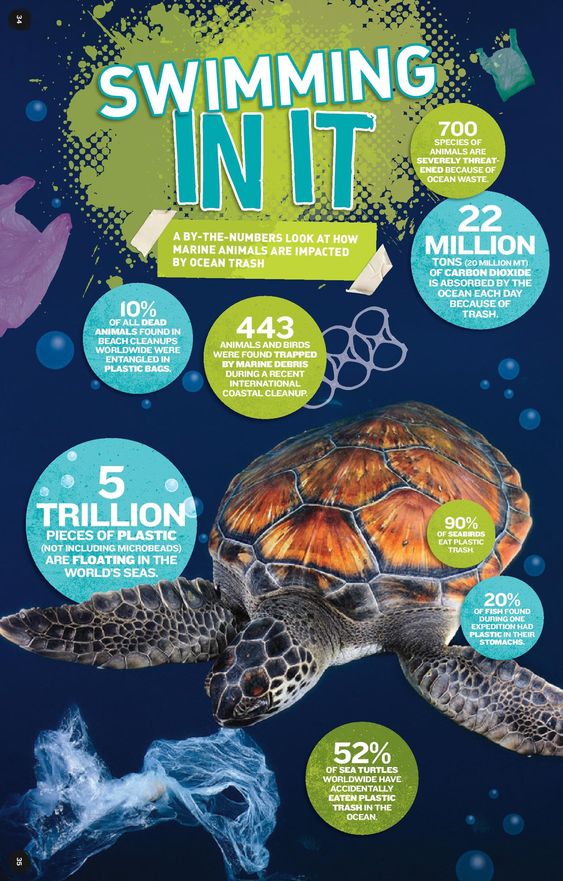 34
SWIMMING
IN IT
A BY-THE-NUMBERS LOOK AT HOW
MARINE ANIMALS ARE IMPACTED
BY OCEAN TRASH
700
SPECIES OF
ANIMALS ARE
SEVERELY THREAT-
ENED BECAUSE OF
OCEAN WASTE.
22
MILLION
TONS (20 MILLION MT)
OF CARBON DIOXIDE
IS ABSORBED BY THE
OCEAN EACH DAY
BECAUSE OF
TRASH.
10%
OF ALL DEAD
ANIMALS FOUND IN
BEACH CLEANUPS
WORLDWIDE WERE
ENTANGLED IN
PLASTIC BAGS.
443
ANIMALS AND BIRDS
WERE FOUND TRAPPED
BY MARINE DEBRIS
DURING A RECENT
INTERNATIONAL
COASTAL CLEANUP.
5
TRILLION
PIECES OF PLASTIC
(NOT INCLUDING MICROBEADS)
ARE FLOATING IN THE
WORLD'S SEAS.
90%
OF SEABIRDS
EAT PLASTIC
TRASH.
20%
OF FISH FOUND
DURING ONE
EXPEDITION HAD
PLASTIC IN THEIR
STOMACHS.
52%
OF SEA TURTLES
WORLDWIDE HAVE
ACCIDENTALLY
EATEN PLASTIC
TRASH IN THE
OCEAN.
35